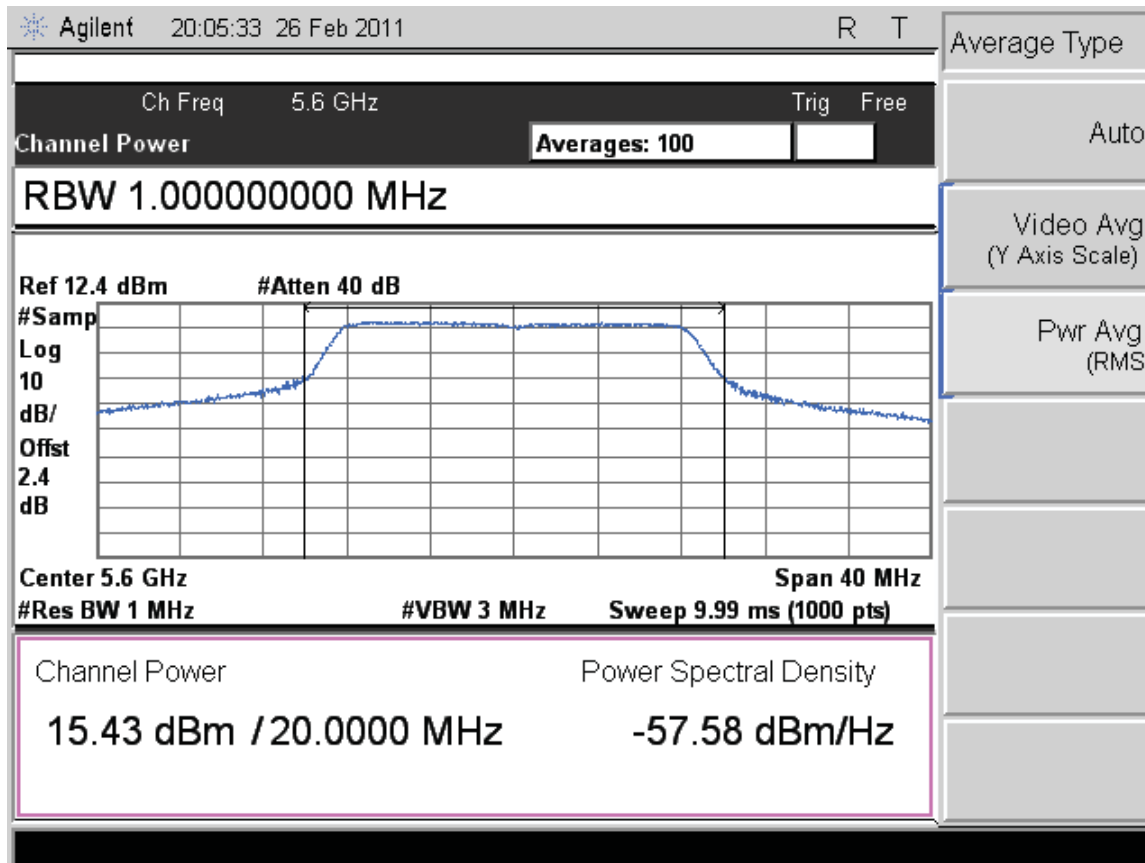 Agilent 20:05:33 26 Feb 2011 R T
Average Type
Ch Freq 5.6 GHz Trig Free
Channel Power Averages: 100
Auto
RBW 1.000000000 MHz
Video Avg
(Y Axis Scale)
Ref 12.4 dBm #Atten 40 dB
#Samp
Log
10
dB/
Offst
2.4
dB
Pwr Avg
(RMS
Center 5.6 GHz Span 40 MHz
#Res BW 1 MHz #VBW 3 MHz Sweep 9.99 ms (1000 pts)
Channel Power Power Spectral Density
15.43 dBm / 20.0000 MHz -57.58 dBm/Hz